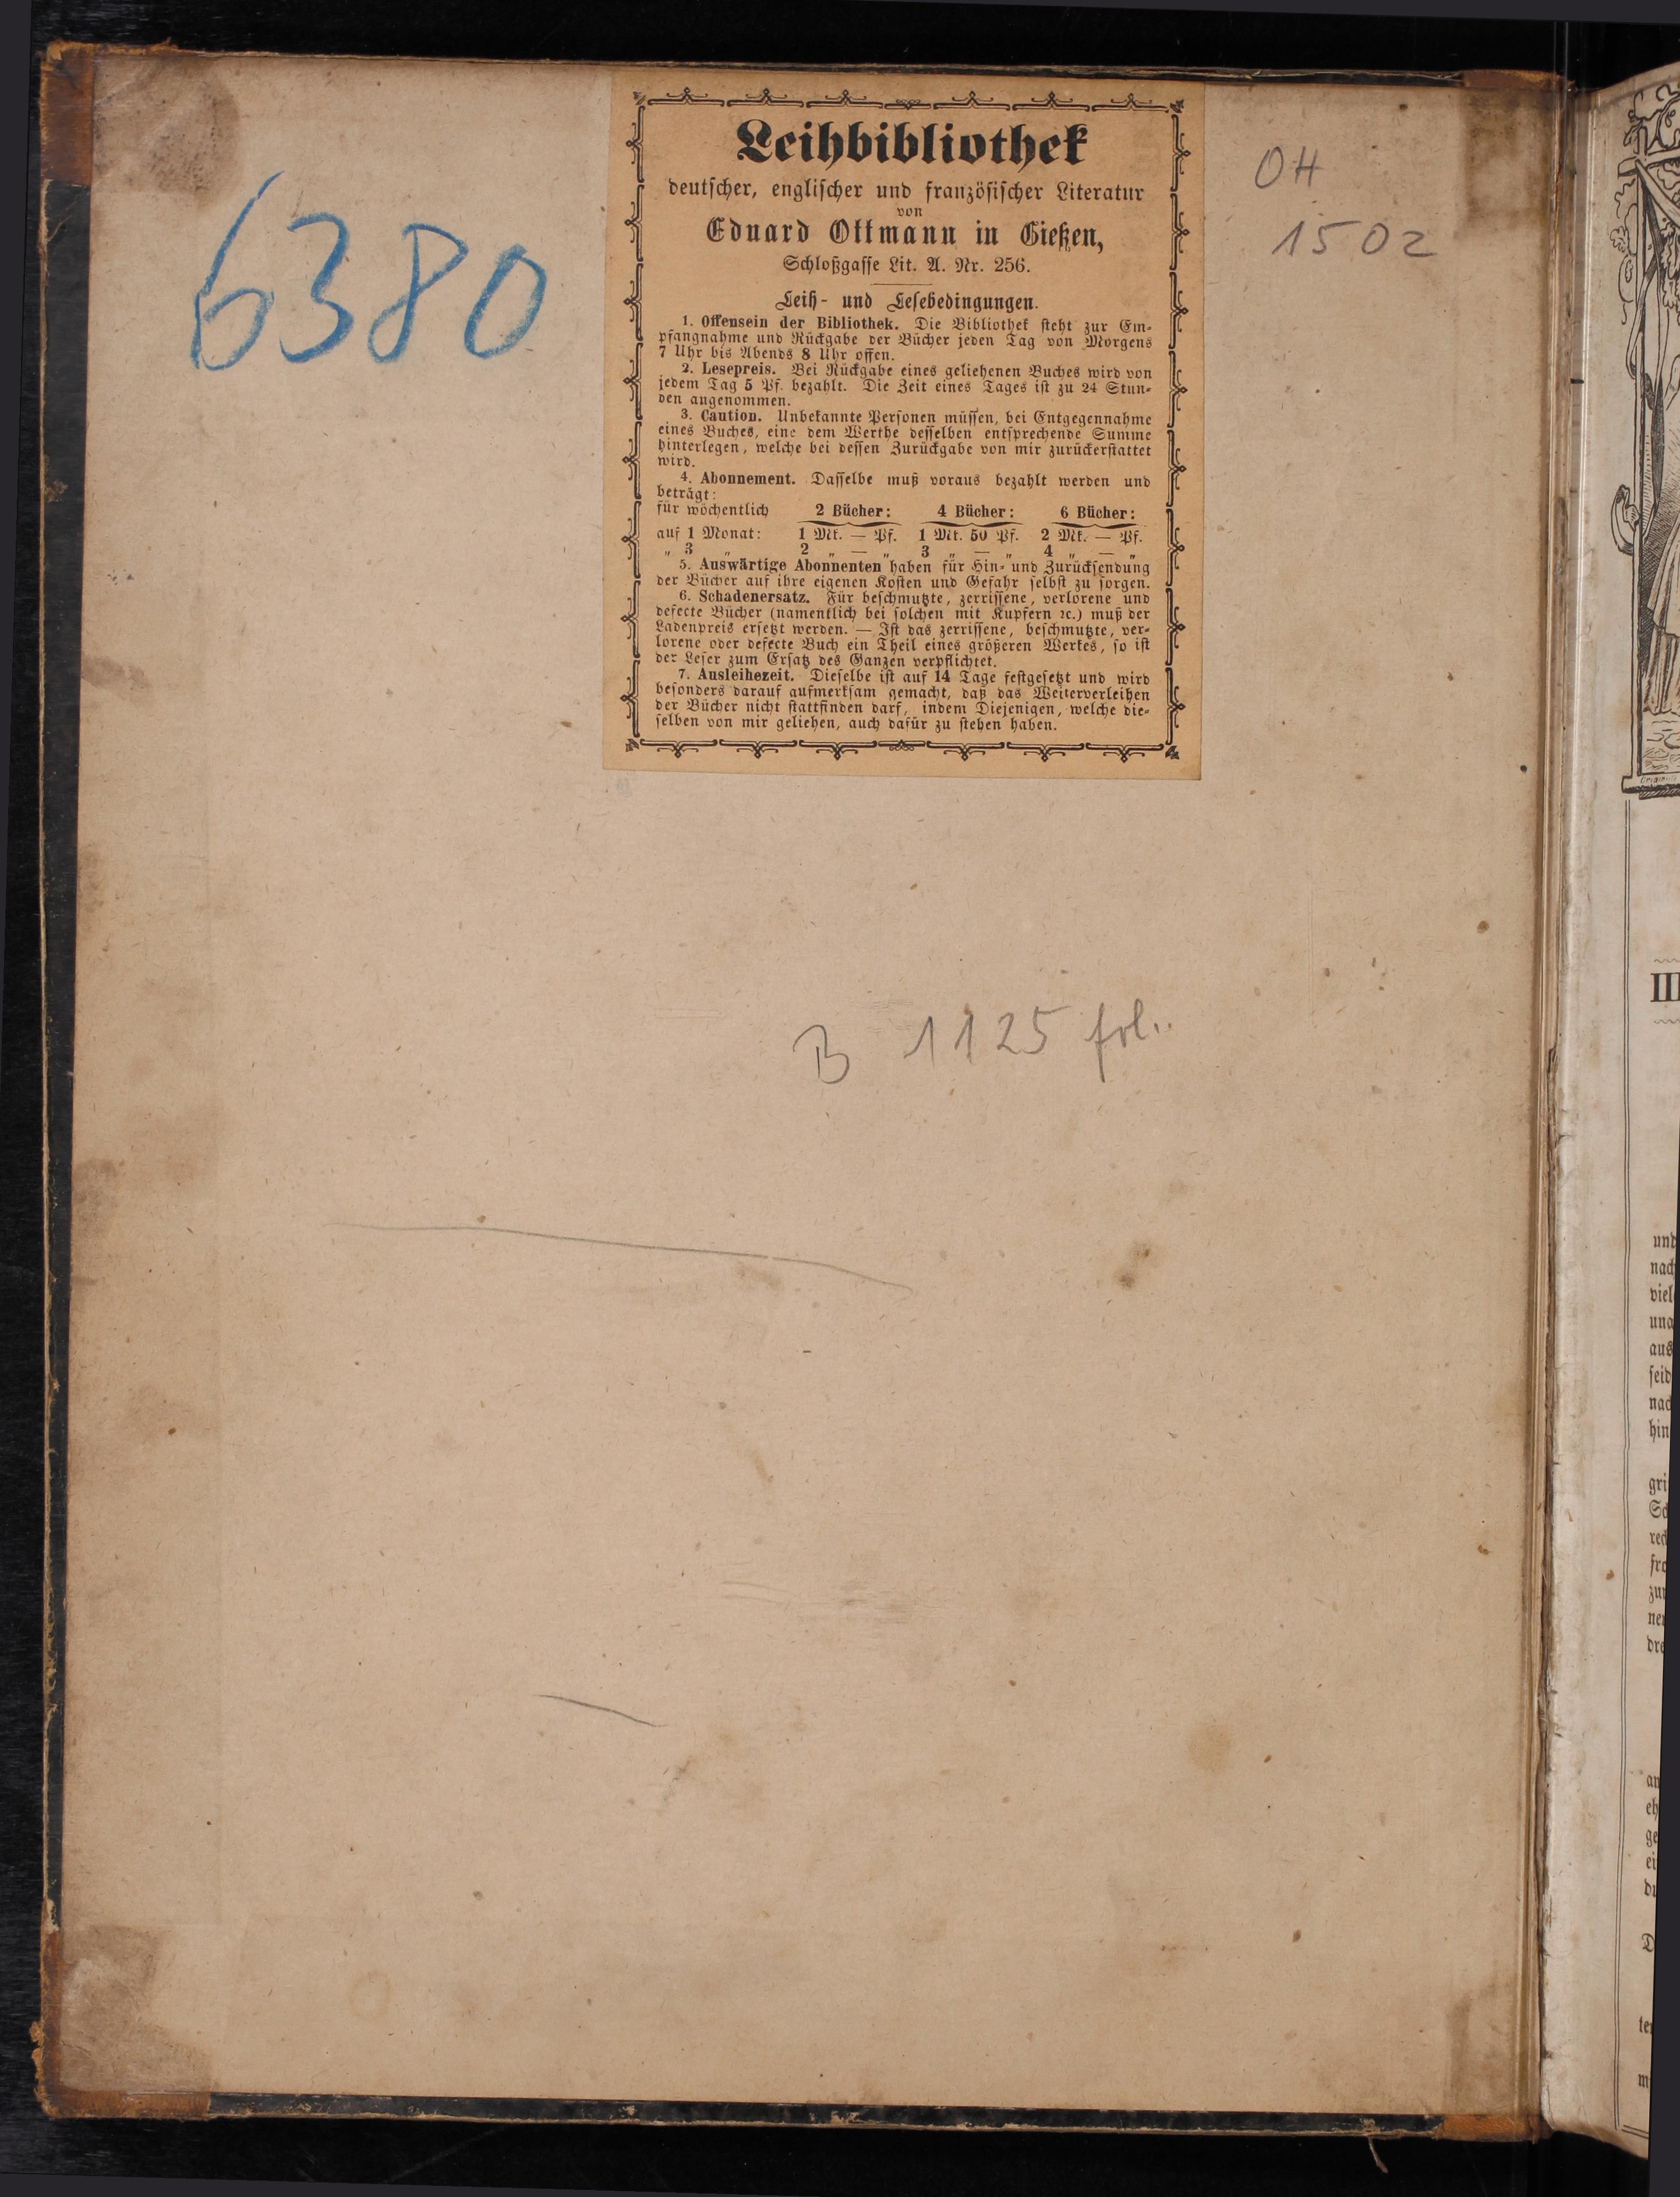 6380
Leihbibliothek
deutscher, englischer und französischer Literatur
von
Eduard Ottmann in Gießen,
Schloßgasse Lit. A. Nr. 256.
Leih- und Lesebedingungen.
1. Offensein der Bibliothek. Die Bibliothek steht zur Em-
pfangnahme und Rückgabe der Bücher jeden Tag von Morgens
7 Uhr bis Abends 8 Uhr offen.
2. Lesepreis. Bei Rückgabe eines geliehenen Buches wird von
jedem Tag 5 Pf. bezahlt. Die Zeit eines Tages ist zu 24 Stun-
den angenommen.
3. Caution. Unbekannte Personen müssen, bei Entgegennahme
eines Buches, eine dem Werthe desselben entsprechende Summe
hinterlegen, welche bei dessen Zurückgabe von mir zurückerstattet
wird.
4. Abonnement. Dasselbe muß voraus bezahlt werden und
beträgt:
für wöchentlich 2 Bücher: 4 Bücher: 6 Bücher:
auf 1 Monat: 1 Mk. — Pf. 1 Mk. 50 Pf. 2 Mk. — Pf.
„ 3 „ 2 „ — „ 3 „ — „ 4 „ — „
5. Auswärtige Abonnenten haben für Hin- und Zurücksendung
der Bücher auf ihre eigenen Kosten und Gefahr selbst zu sorgen.
6. Schadenersatz. Für beschmutzte, zerrissene, verlorene und
defecte Bücher (namentlich bei solchen mit Kupfern ꝛc.) muß der
Ladenpreis ersetzt werden. — Ist das zerrissene, beschmutzte, ver-
lorene oder defecte Buch ein Theil eines größeren Werkes, so ist
der Leser zum Ersatz des Ganzen verpflichtet.
7. Ausleihezeit. Dieselbe ist auf 14 Tage festgesetzt und wird
besonders darauf aufmerksam gemacht, daß das Weiterverleihen
der Bücher nicht stattfinden darf, indem Diejenigen, welche die-
selben von mir geliehen, auch dafür zu stehen haben.
OH
1502
B 1125 fol.